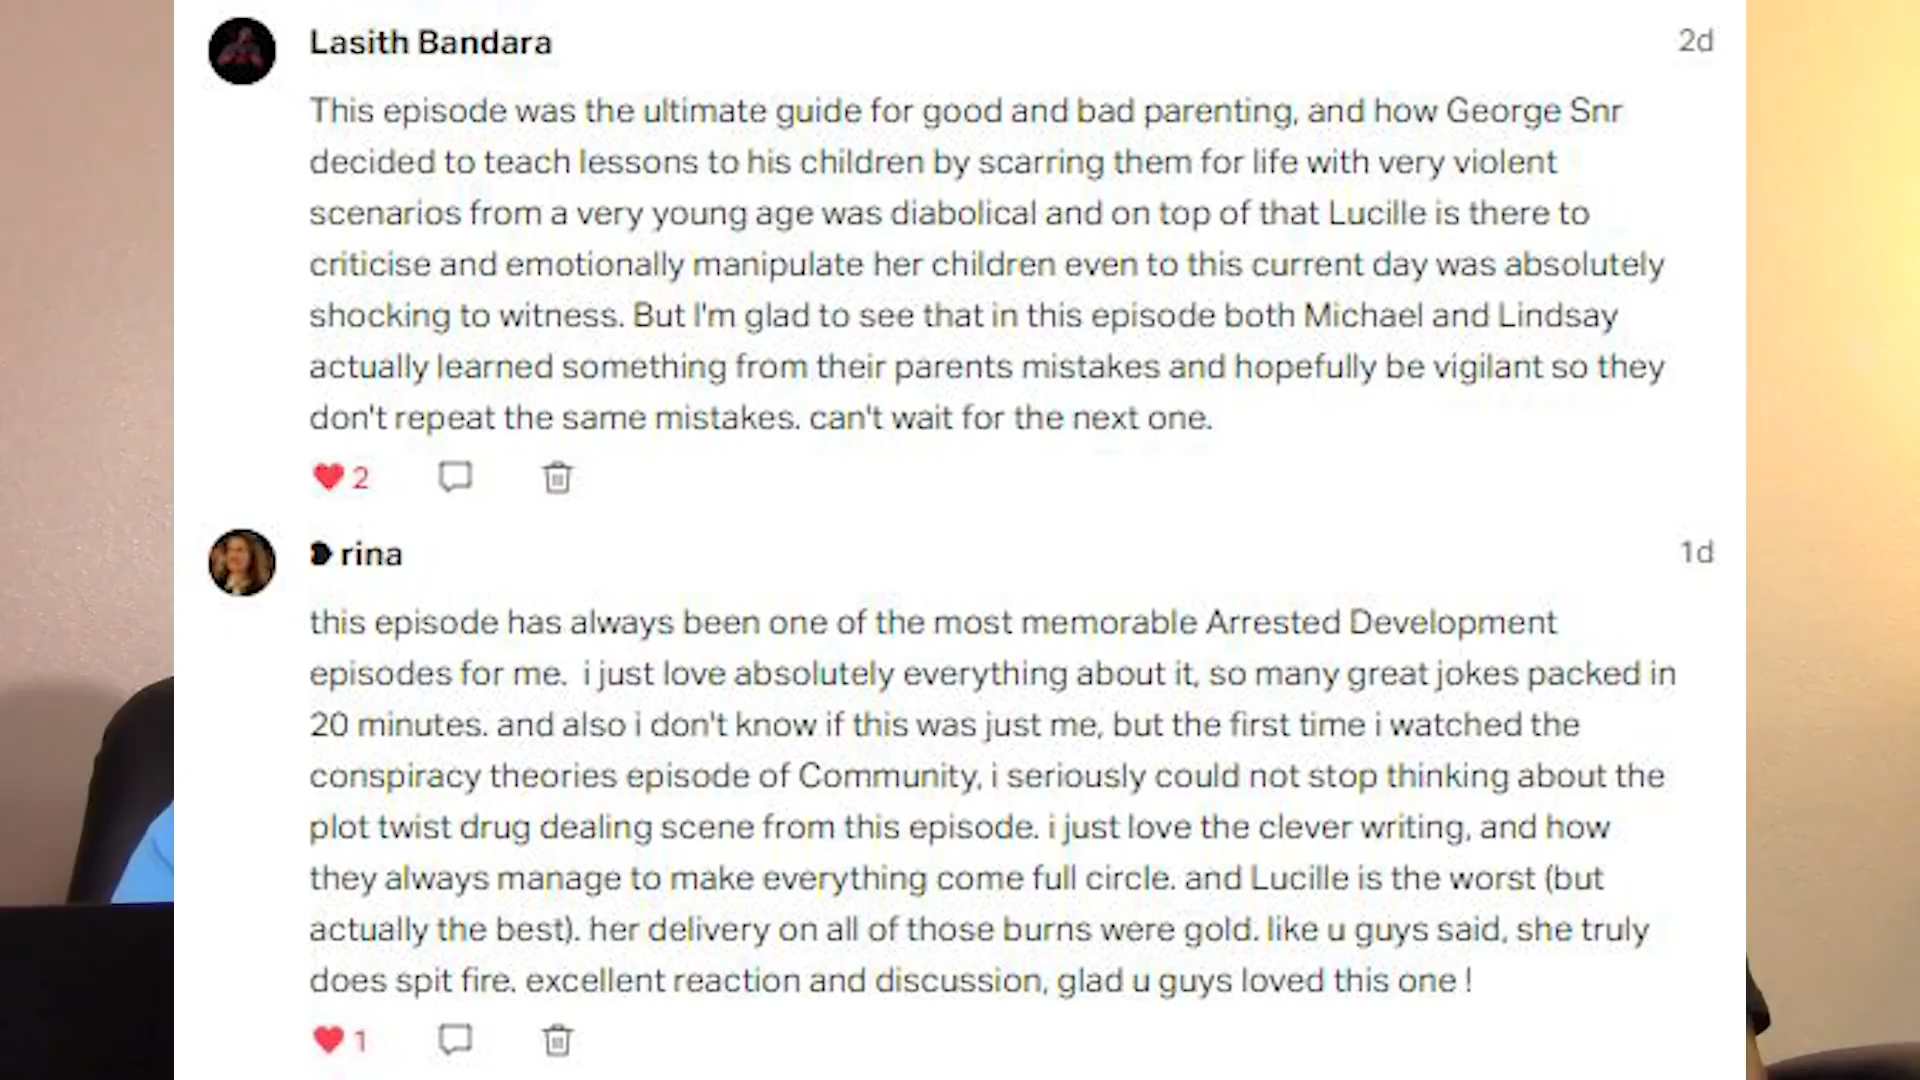 Lasith Bandara
2d
This episode was the ultimate guide for good and bad parenting, and how George Snr
decided to teach lessons to his children by scarring them for life with very violent
scenarios from a very young age was diabolical and on top of that Lucille is there to
criticise and emotionally manipulate her children even to this current day was absolutely
shocking to witness. But I'm glad to see that in this episode both Michael and Lindsay
actually learned something from their parents mistakes and hopefully be vigilant so they
don't repeat the same mistakes. can't wait for the next one.
2
rina
1d
this episode has always been one of the most memorable Arrested Development
episodes for me. i just love absolutely everything about it, so many great jokes packed in
20 minutes. and also i don't know if this was just me, but the first time i watched the
conspiracy theories episode of Community, i seriously could not stop thinking about the
plot twist drug dealing scene from this episode. i just love the clever writing, and how
they always manage to make everything come full circle. and Lucille is the worst (but
actually the best). her delivery on all of those burns were gold. like u guys said, she truly
does spit fire. excellent reaction and discussion, glad u guys loved this one !
1